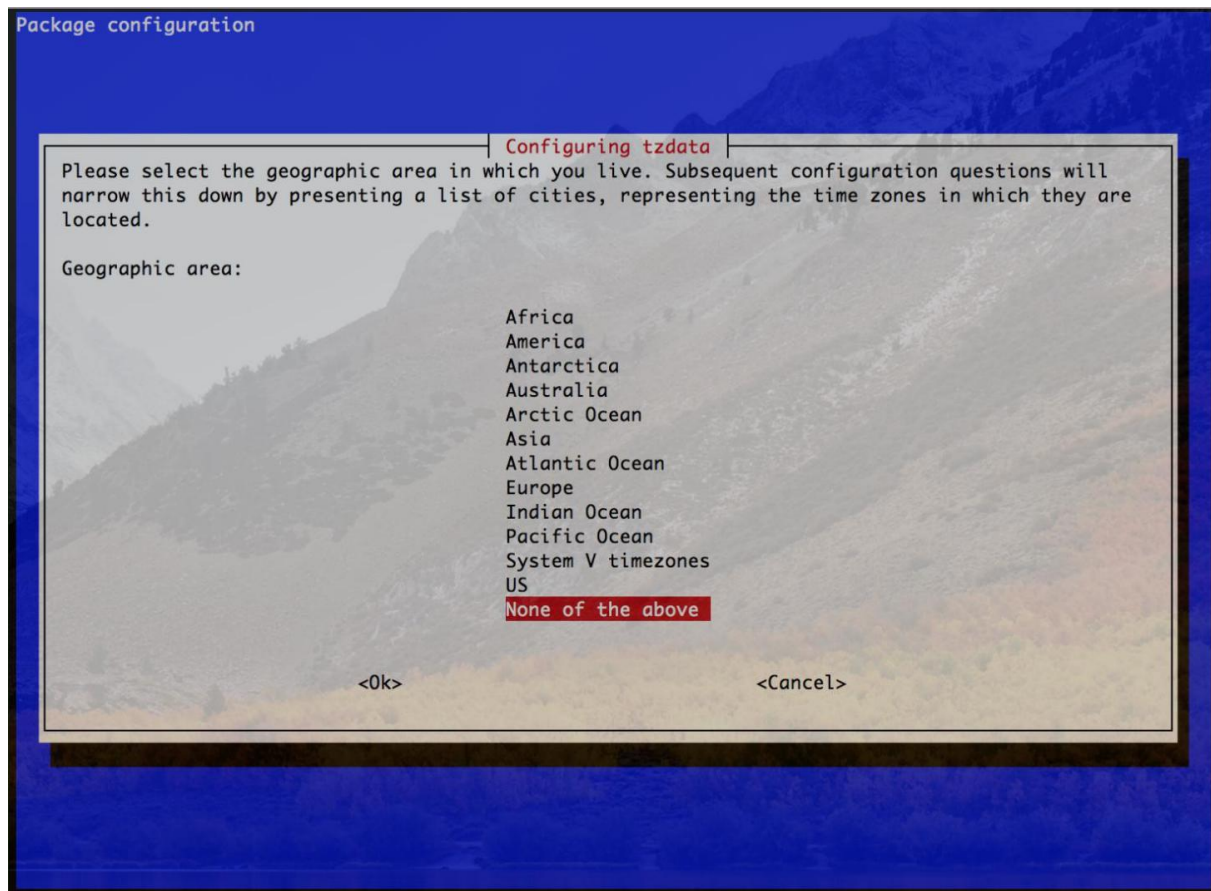 Package configuration
Configuring tzdata
Please select the geographic area in which you live. Subsequent configuration questions will
narrow this down by presenting a list of cities, representing the time zones in which they are
located.
Geographic area:
Africa
America
Antarctica
Australia
Arctic Ocean
Asia
Atlantic Ocean
Europe
Indian Ocean
Pacific Ocean
System V timezones
US
None of the above
<Ok> <Cancel>